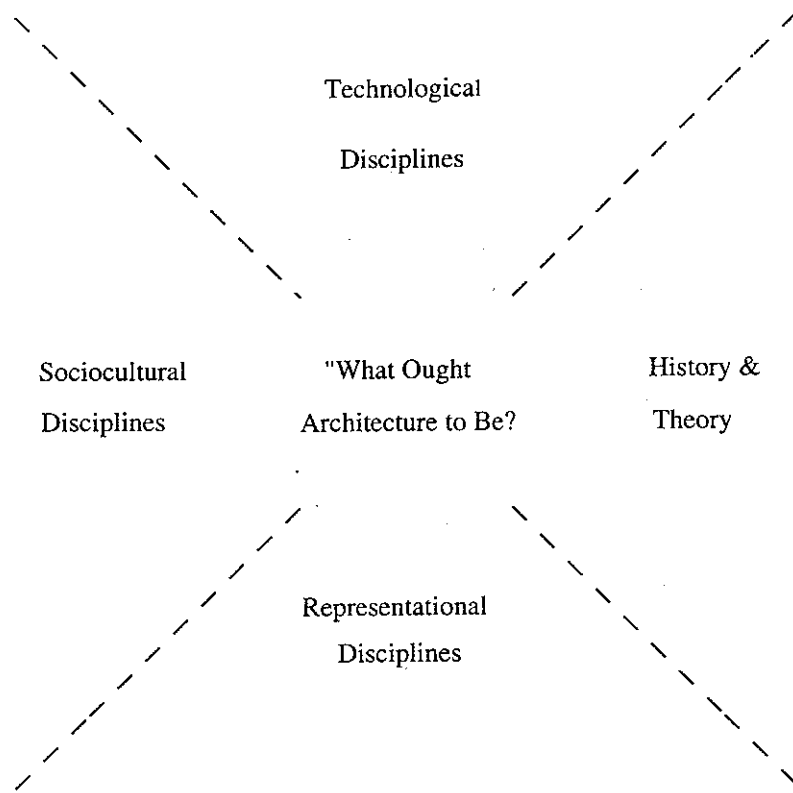 Technological
Disciplines
Sociocultural
Disciplines
"What Ought
Architecture to Be?
History &
Theory
Representational
Disciplines